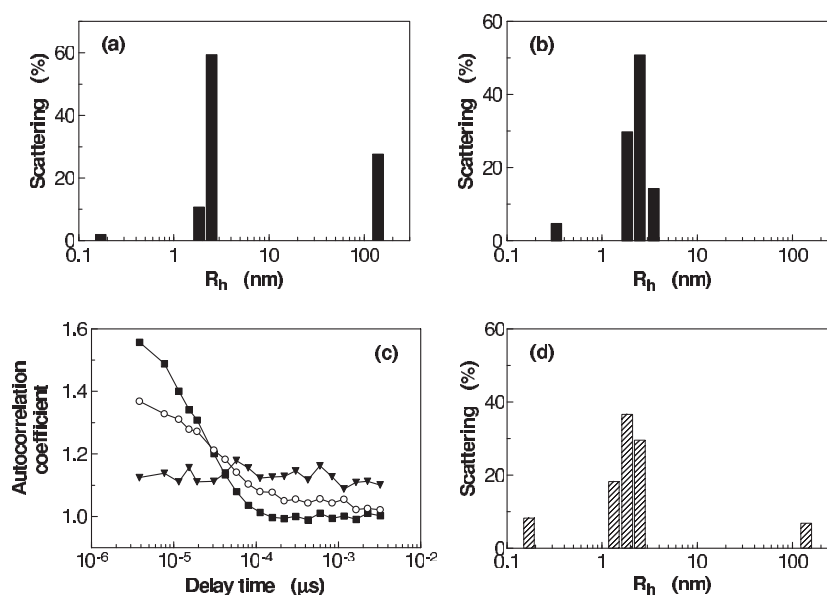 (a)
Scattering (%)
60
40
20
0
0.1 1 10 100
Rh (nm)
(b)
Scattering (%)
60
40
20
0
0.1 1 10 100
Rh (nm)
(c)
Autocorrelation
coefficient
1.6
1.4
1.2
1.0
10-6 10-5 10-4 10-3 10-2
Delay time (μs)
(d)
Scattering (%)
60
40
20
0
0.1 1 10 100
Rh (nm)